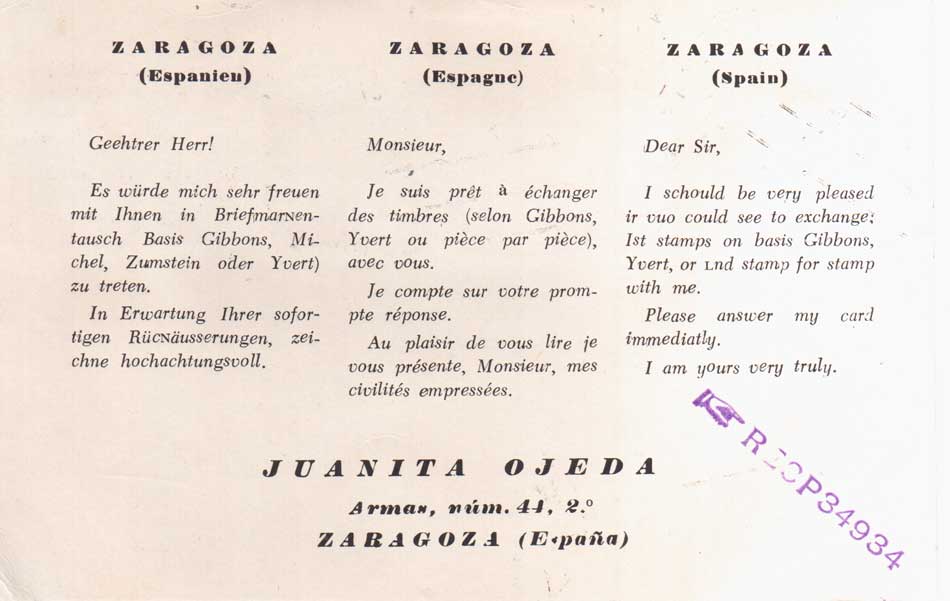 ZARAGOZA
(Espanieu)
Geehtrer Herr!
Es würde mich sehr freuen
mit Ihnen in Briefmarnen-
tausch Basis Gibbons, Mi-
chel, Zumstein oder Yvert)
zu treten.
In Erwartung Ihrer sofor-
tigen Rücnäusserungen, zei-
chne hochachtungsvoll.
ZARAGOZA
(Espagne)
Monsieur,
Je suis prêt à échanger
des timbres (selon Gibbons,
Yvert ou pièce par pièce),
avec vous.
Je compte sur votre prom-
pte réponse.
Au plaisir de vous lire je
vous présente, Monsieur, mes
civilités empressées.
ZARAGOZA
(Spain)
Dear Sir,
I schould be very pleased
ir vuo could see to exchange;
Ist stamps on basis Gibbons,
Yvert, or Lnd stamp for stamp
with me.
Please answer my card
immediatly.
I am yours very truly.
JUANITA OJEDA
Armas, núm. 41, 2.º
ZARAGOZA (España)
34934